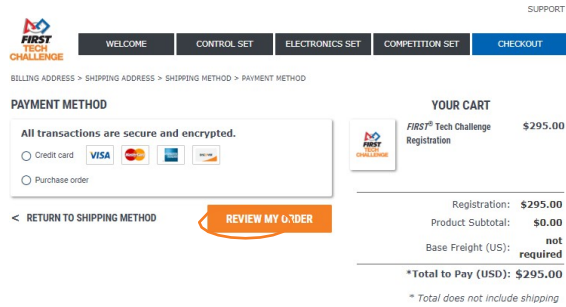 SUPPORT
FIRST
TECH
CHALLENGE
WELCOME
CONTROL SET
ELECTRONICS SET
COMPETITION SET
CHECKOUT
BILLING ADDRESS > SHIPPING ADDRESS > SHIPPING METHOD > PAYMENT METHOD
PAYMENT METHOD
All transactions are secure and encrypted.
Credit card
VISA
Purchase order
< RETURN TO SHIPPING METHOD
REVIEW MY ORDER
YOUR CART
FIRST
TECH
CHALLENGE
FIRST® Tech Challenge $295.00
Registration
Registration: $295.00
Product Subtotal: $0.00
Base Freight (US): not
required
*Total to Pay (USD): $295.00
* Total does not include shipping